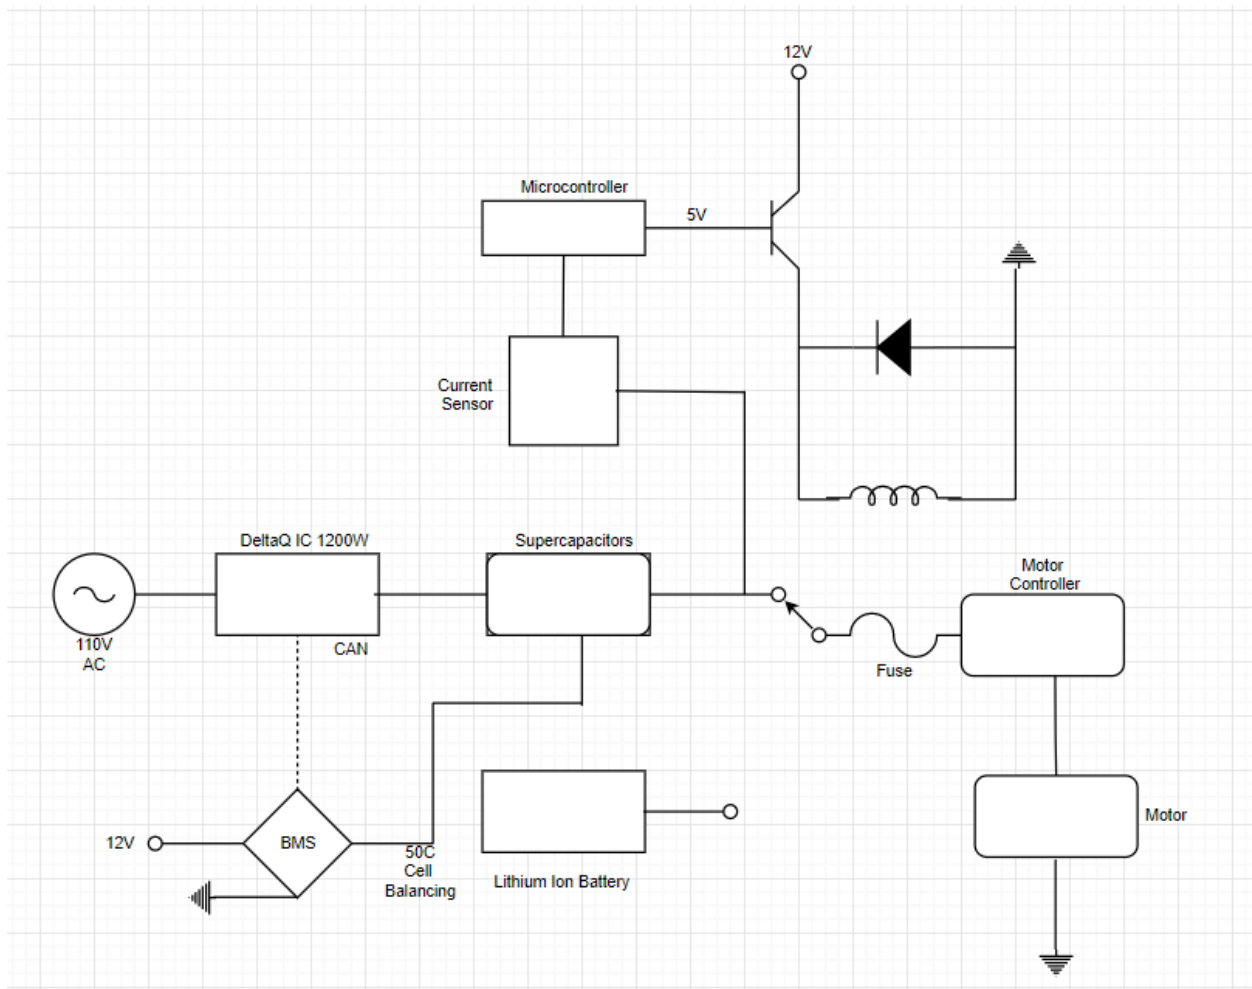 12V
Microcontroller
5V
Current
Sensor
DeltaQ IC 1200W
Supercapacitors
Motor
Controller
110V
AC
CAN
Fuse
12V
BMS
50C
Cell
Balancing
Lithium Ion Battery
Motor